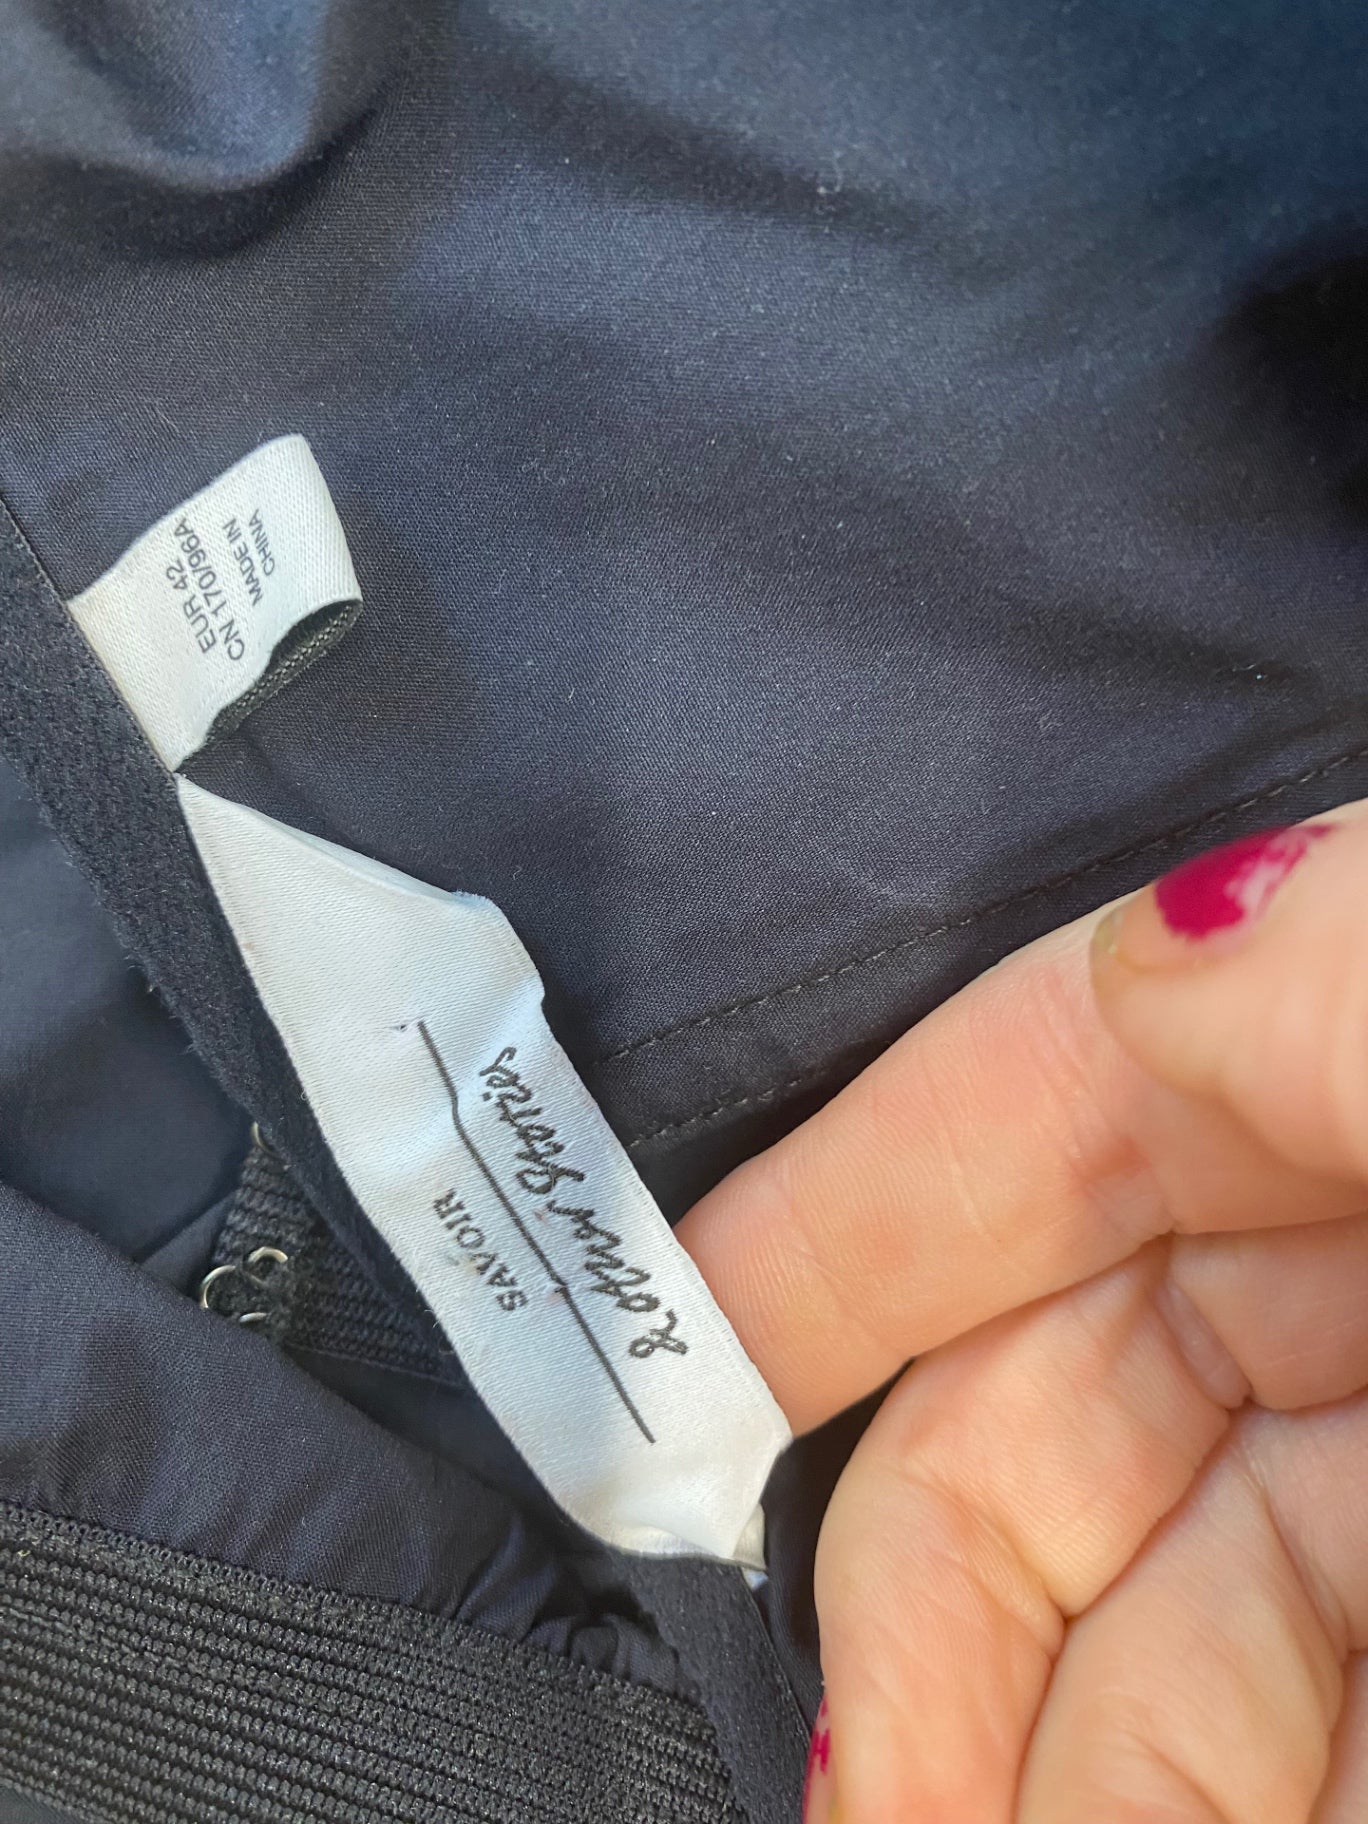 EUR 42
CN 170/96A
MADE IN
CHINA
& other Stories
SAVOIR